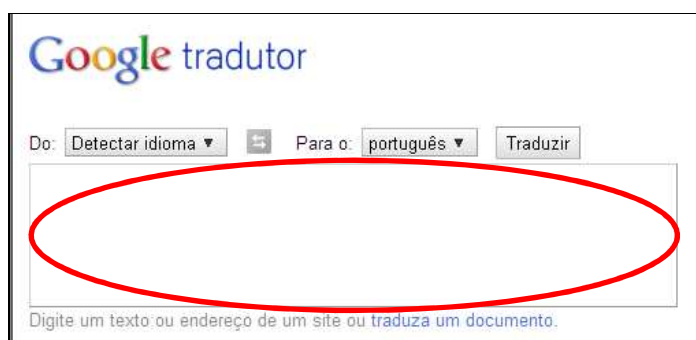 Google tradutor
Do: Detectar idioma ▼ Para o: português ▼ Traduzir
Digite um texto ou endereço de um site ou traduza um documento.